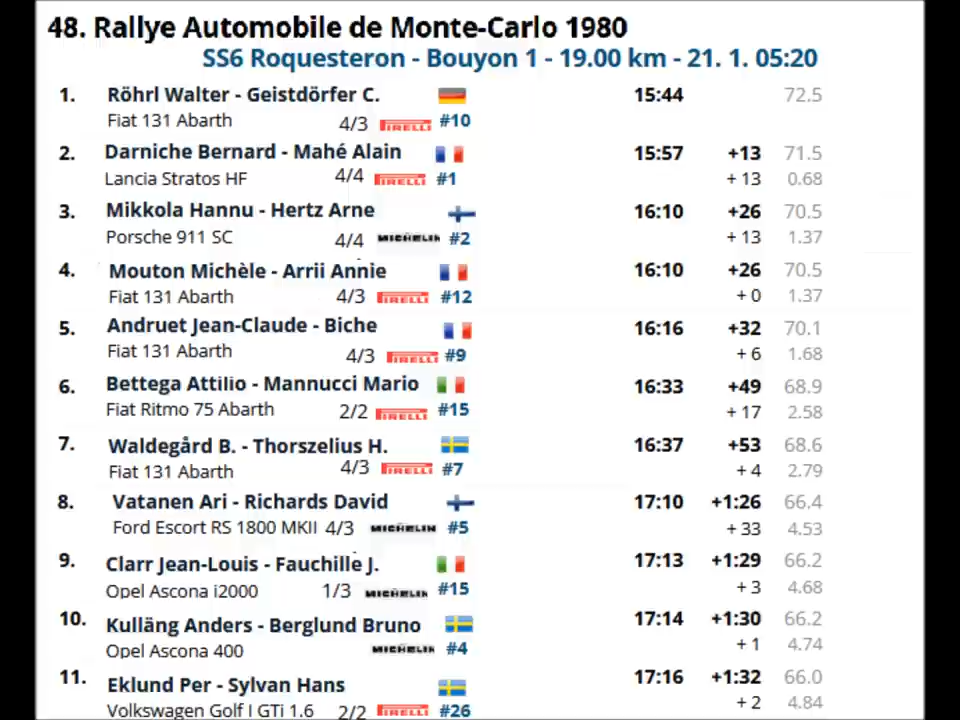 48. Rallye Automobile de Monte-Carlo 1980
SS6 Roquesteron - Bouyon 1 - 19.00 km - 21. 1. 05:20
1. Röhrl Walter - Geistdörfer C. 15:44 72.5
Fiat 131 Abarth 4/3 PIRELLI #10
2. Darniche Bernard - Mahé Alain 15:57 +13 71.5
Lancia Stratos HF 4/4 PIRELLI #1 + 13 0.68
3. Mikkola Hannu - Hertz Arne 16:10 +26 70.5
Porsche 911 SC 4/4 MICHELIN #2 + 13 1.37
4. Mouton Michèle - Arrii Annie 16:10 +26 70.5
Fiat 131 Abarth 4/3 PIRELLI #12 + 0 1.37
5. Andruet Jean-Claude - Biche 16:16 +32 70.1
Fiat 131 Abarth 4/3 PIRELLI #9 + 6 1.68
6. Bettega Attilio - Mannucci Mario 16:33 +49 68.9
Fiat Ritmo 75 Abarth 2/2 PIRELLI #15 + 17 2.58
7. Waldegård B. - Thorszelius H. 16:37 +53 68.6
Fiat 131 Abarth 4/3 PIRELLI #7 + 4 2.79
8. Vatanen Ari - Richards David 17:10 +1:26 66.4
Ford Escort RS 1800 MKII 4/3 MICHELIN #5 + 33 4.53
9. Clarr Jean-Louis - Fauchille J. 17:13 +1:29 66.2
Opel Ascona i2000 1/3 MICHELIN #15 + 3 4.68
10. Kulläng Anders - Berglund Bruno 17:14 +1:30 66.2
Opel Ascona 400 MICHELIN #4 + 1 4.74
11. Eklund Per - Sylvan Hans 17:16 +1:32 66.0
Volkswagen Golf I GTi 1.6 2/2 PIRELLI #26 + 2 4.84